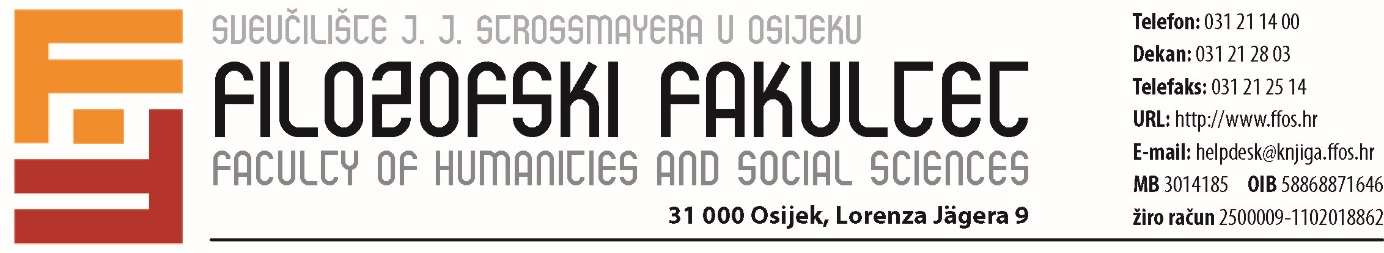 SVEUČILIŠTE J. J. STROSSMAYERA U OSIJEKU
FILOZOFSKI FAKULTET
FACULTY OF HUMANITIES AND SOCIAL SCIENCES
31 000 Osijek, Lorenza Jägera 9
Telefon: 031 21 14 00
Dekan: 031 21 28 03
Telefaks: 031 21 25 14
URL: http://www.ffos.hr
E-mail: helpdesk@knjiga.ffos.hr
MB 3014185 OIB 58868871646
žiro račun 2500009-1102018862